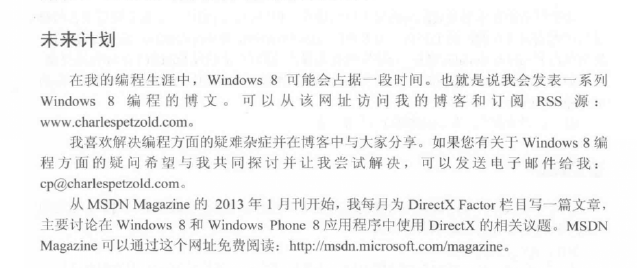 未来计划
在我的编程生涯中，Windows 8 可能会占据一段时间。也就是说我会发表一系列
Windows 8 编程的博文。可以从该网址访问我的博客和订阅 RSS 源：
www.charlespetzold.com。
我喜欢解决编程方面的疑难杂症并在博客中与大家分享。如果您有关于 Windows 8 编
程方面的疑问希望与我共同探讨并让我尝试解决，可以发送电子邮件给我：
cp@charlespetzold.com。
从 MSDN Magazine 的 2013 年 1 月刊开始，我每月为 DirectX Factor 栏目写一篇文章，
主要讨论在 Windows 8 和 Windows Phone 8 应用程序中使用 DirectX 的相关议题。MSDN
Magazine 可以通过这个网址免费阅读：http://msdn.microsoft.com/magazine。